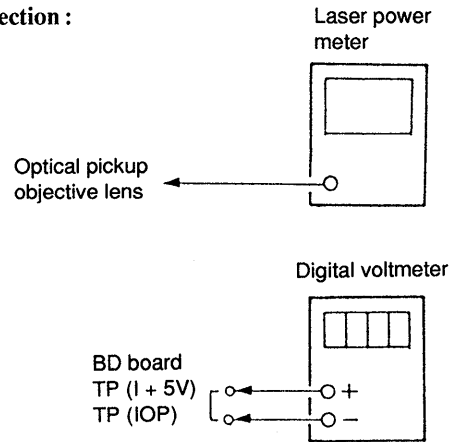 ection :
Laser power
meter
Optical pickup
objective lens
Digital voltmeter
BD board
TP (I + 5V)
TP (IOP)
+
−